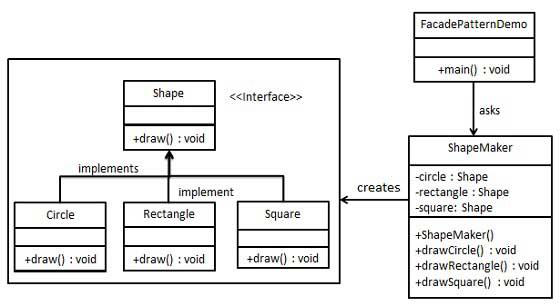 FacadePatternDemo
+main() : void
asks
Shape
<<Interface>>
+draw() : void
implements
implement
Circle
+draw() : void
Rectangle
+draw() : void
Square
+draw() : void
creates
ShapeMaker
-circle : Shape
-rectangle : Shape
-square: Shape
+ShapeMaker()
+drawCircle() : void
+drawRectangle() : void
+drawSquare() : void